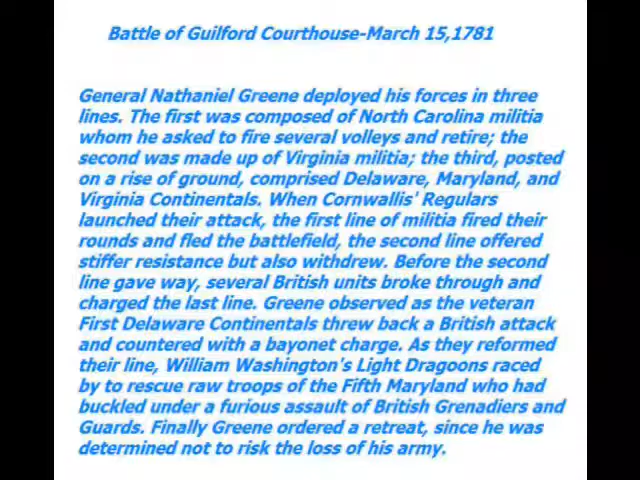 Battle of Guilford Courthouse-March 15,1781
General Nathaniel Greene deployed his forces in three
lines. The first was composed of North Carolina militia
whom he asked to fire several volleys and retire; the
second was made up of Virginia militia; the third, posted
on a rise of ground, comprised Delaware, Maryland, and
Virginia Continentals. When Cornwallis' Regulars
launched their attack, the first line of militia fired their
rounds and fled the battlefield, the second line offered
stiffer resistance but also withdrew. Before the second
line gave way, several British units broke through and
charged the last line. Greene observed as the veteran
First Delaware Continentals threw back a British attack
and countered with a bayonet charge. As they reformed
their line, William Washington's Light Dragoons raced
by to rescue raw troops of the Fifth Maryland who had
buckled under a furious assault of British Grenadiers and
Guards. Finally Greene ordered a retreat, since he was
determined not to risk the loss of his army.